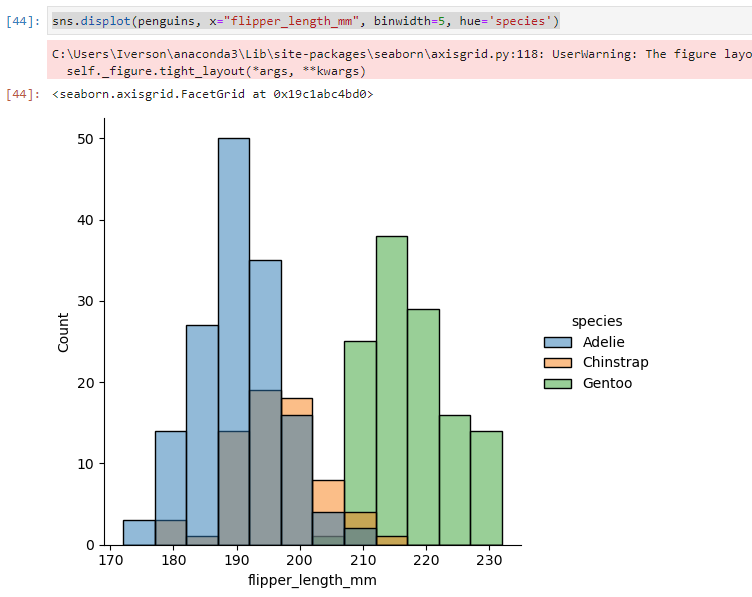 [44]: sns.displot(penguins, x="flipper_length_mm", binwidth=5, hue='species')
C:\Users\Iverson\anaconda3\Lib\site-packages\seaborn\axisgrid.py:118: UserWarning: The figure layo
self._figure.tight_layout(*args, **kwargs)
[44]: <seaborn.axisgrid.FacetGrid at 0x19c1abc4bd0>
50
40
30
20
10
0
Count
170 180 190 200 210 220 230
flipper_length_mm
species
Adelie
Chinstrap
Gentoo